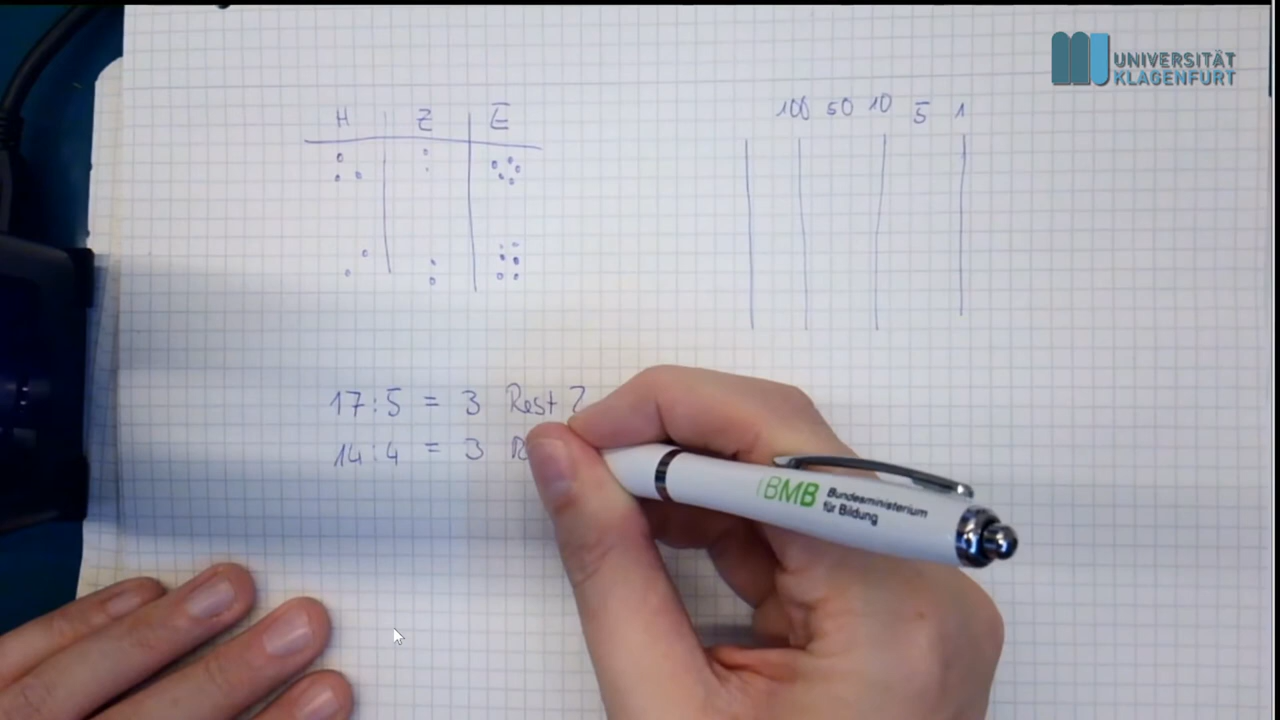 UNIVERSITÄT
KLAGENFURT
H Z E
100 50 10 5 1
17:5 = 3 Rest 2
14:4 = 3 R
BMB Bundesministerium
für Bildung